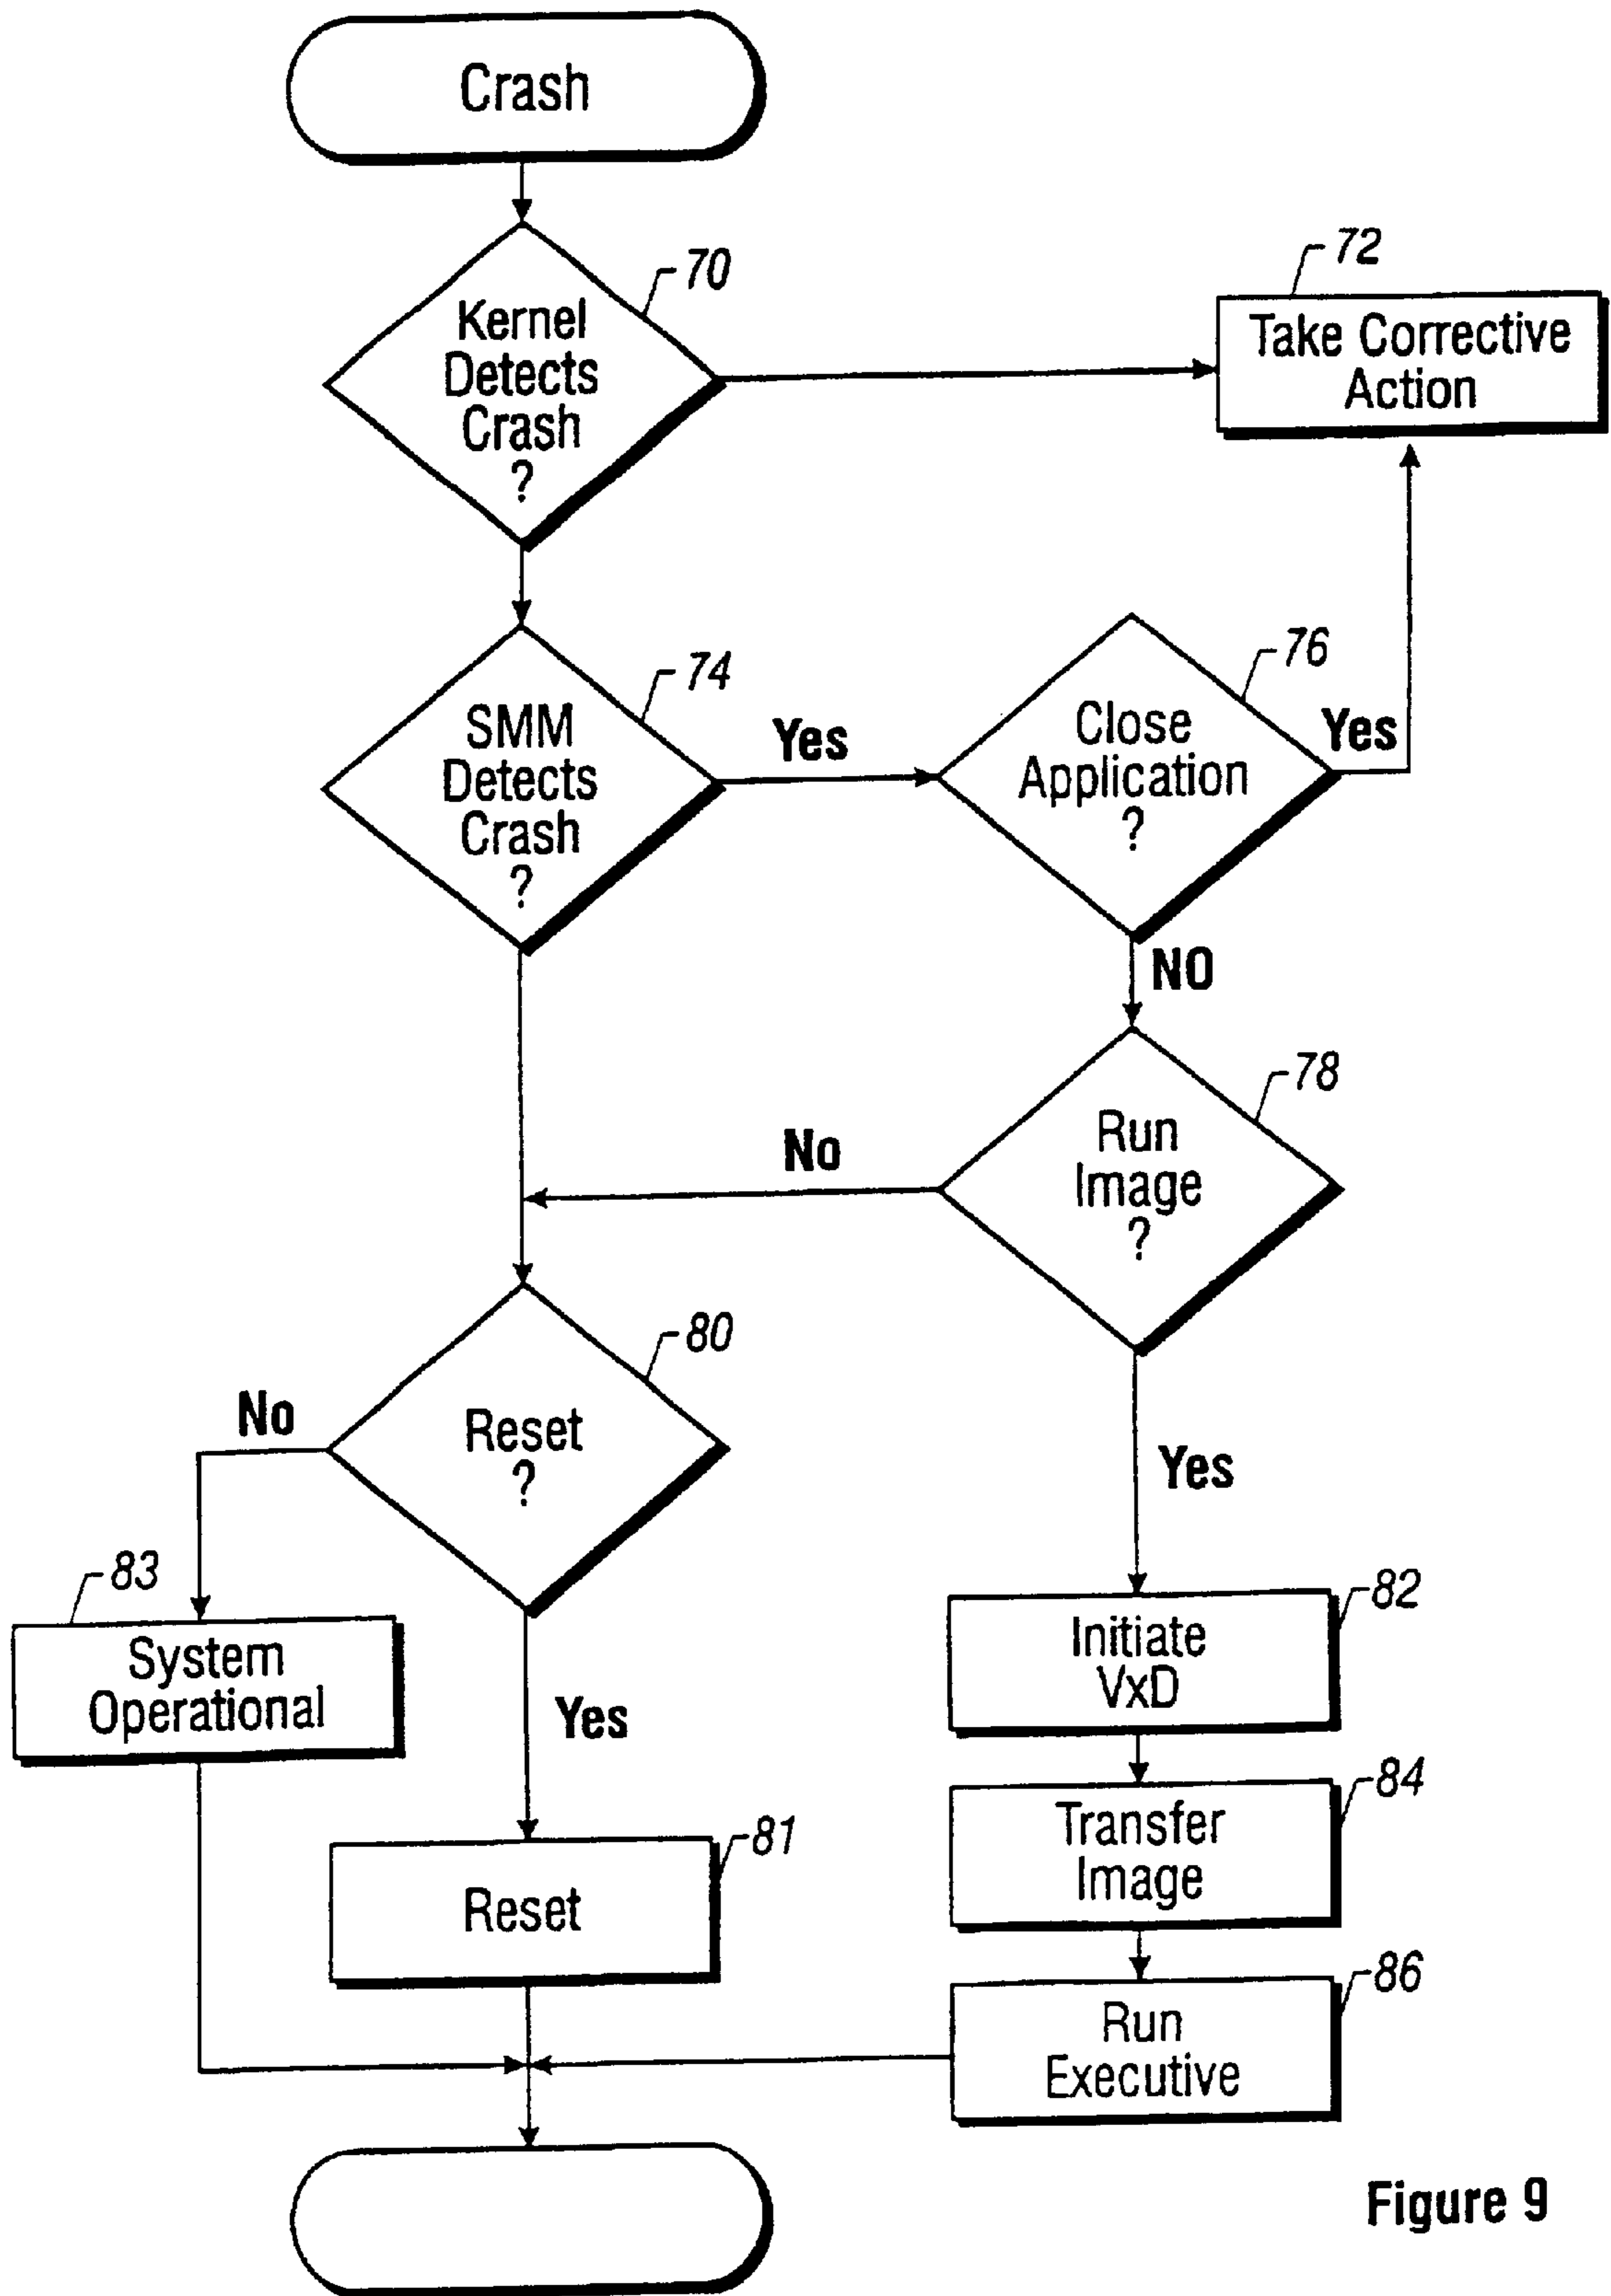 Crash
70
Kernel
Detects
Crash
?
72
Take Corrective
Action
74
SMM
Detects
Crash
?
Yes
76
Close
Application
?
Yes
NO
78
Run
Image
?
No
80
Reset
?
No
Yes
83
System
Operational
Yes
82
Initiate
VxD
81
Reset
84
Transfer
Image
86
Run
Executive
Figure 9